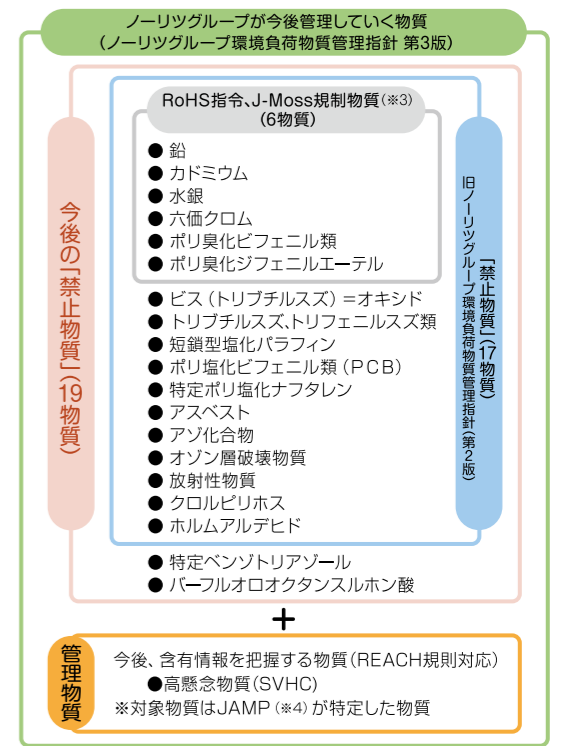 ノーリツグループが今後管理していく物質
（ノーリツグループ環境負荷物質管理指針 第3版）
今後の「禁止物質」（19物質）
RoHS指令、J-Moss規制物質（※3）
（6物質）
● 鉛
● カドミウム
● 水銀
● 六価クロム
● ポリ臭化ビフェニル類
● ポリ臭化ジフェニルエーテル
● ビス（トリブチルスズ）＝オキシド
● トリブチルスズ、トリフェニルスズ類
● 短鎖型塩化パラフィン
● ポリ塩化ビフェニル類（PCB）
● 特定ポリ塩化ナフタレン
● アスベスト
● アゾ化合物
● オゾン層破壊物質
● 放射性物質
● クロルピリホス
● ホルムアルデヒド
「禁止物質」（17物質）
旧ノーリツグループ環境負荷物質管理指針（第2版）
● 特定ベンゾトリアゾール
● パーフルオロオクタンスルホン酸
＋
管理物質
今後、含有情報を把握する物質（REACH規則対応）
●高懸念物質（SVHC)
※対象物質はJAMP（※4）が特定した物質